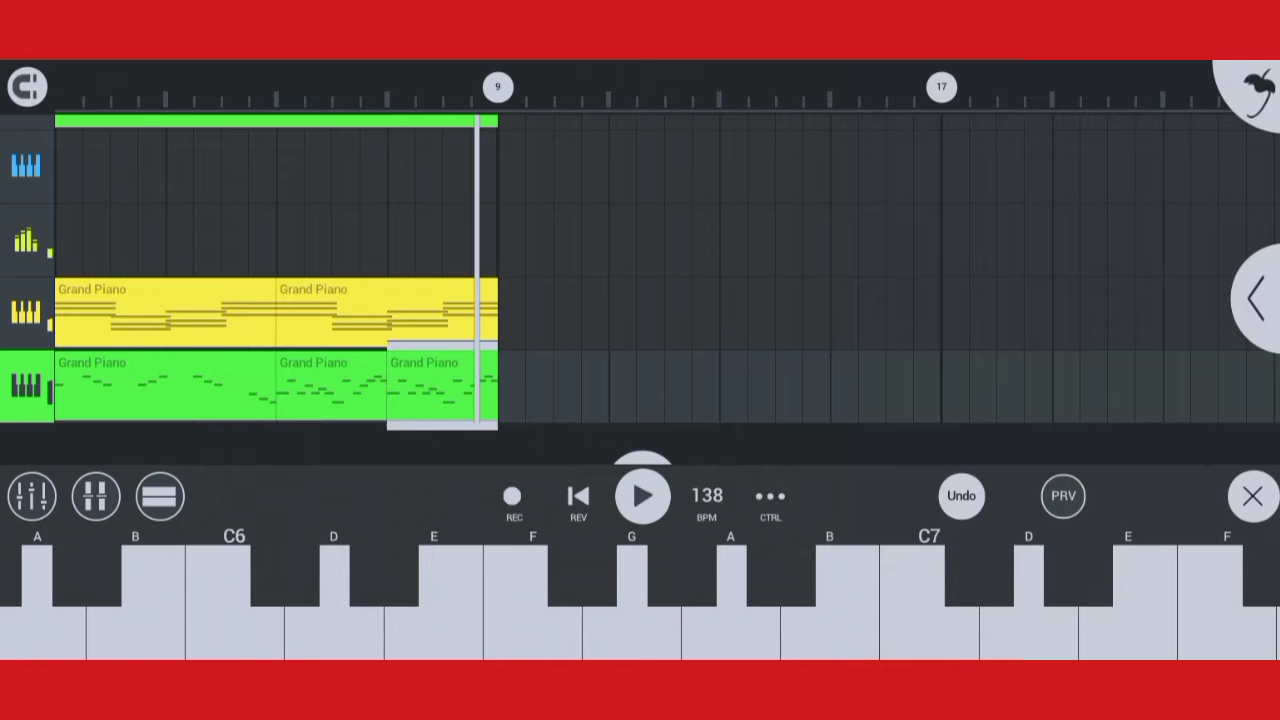 9 17
Grand Piano Grand Piano
Grand Piano Grand Piano Grand Piano
138 Undo PRV
REC REV BPM CTRL
A B C6 D E F G A B C7 D E F